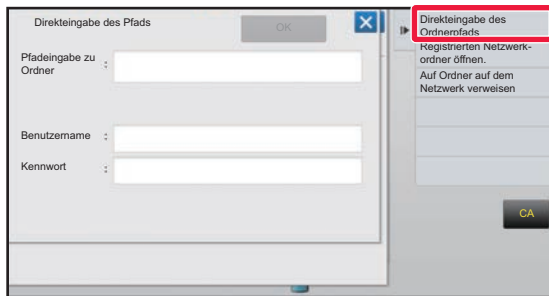 Direkteingabe des Pfads
OK
Pfadeingabe zu
Ordner :
Benutzername :
Kennwort :
Direkteingabe des
Ordnerpfads
Registrierten Netzwerk-
ordner öffnen.
Auf Ordner auf dem
Netzwerk verweisen
CA